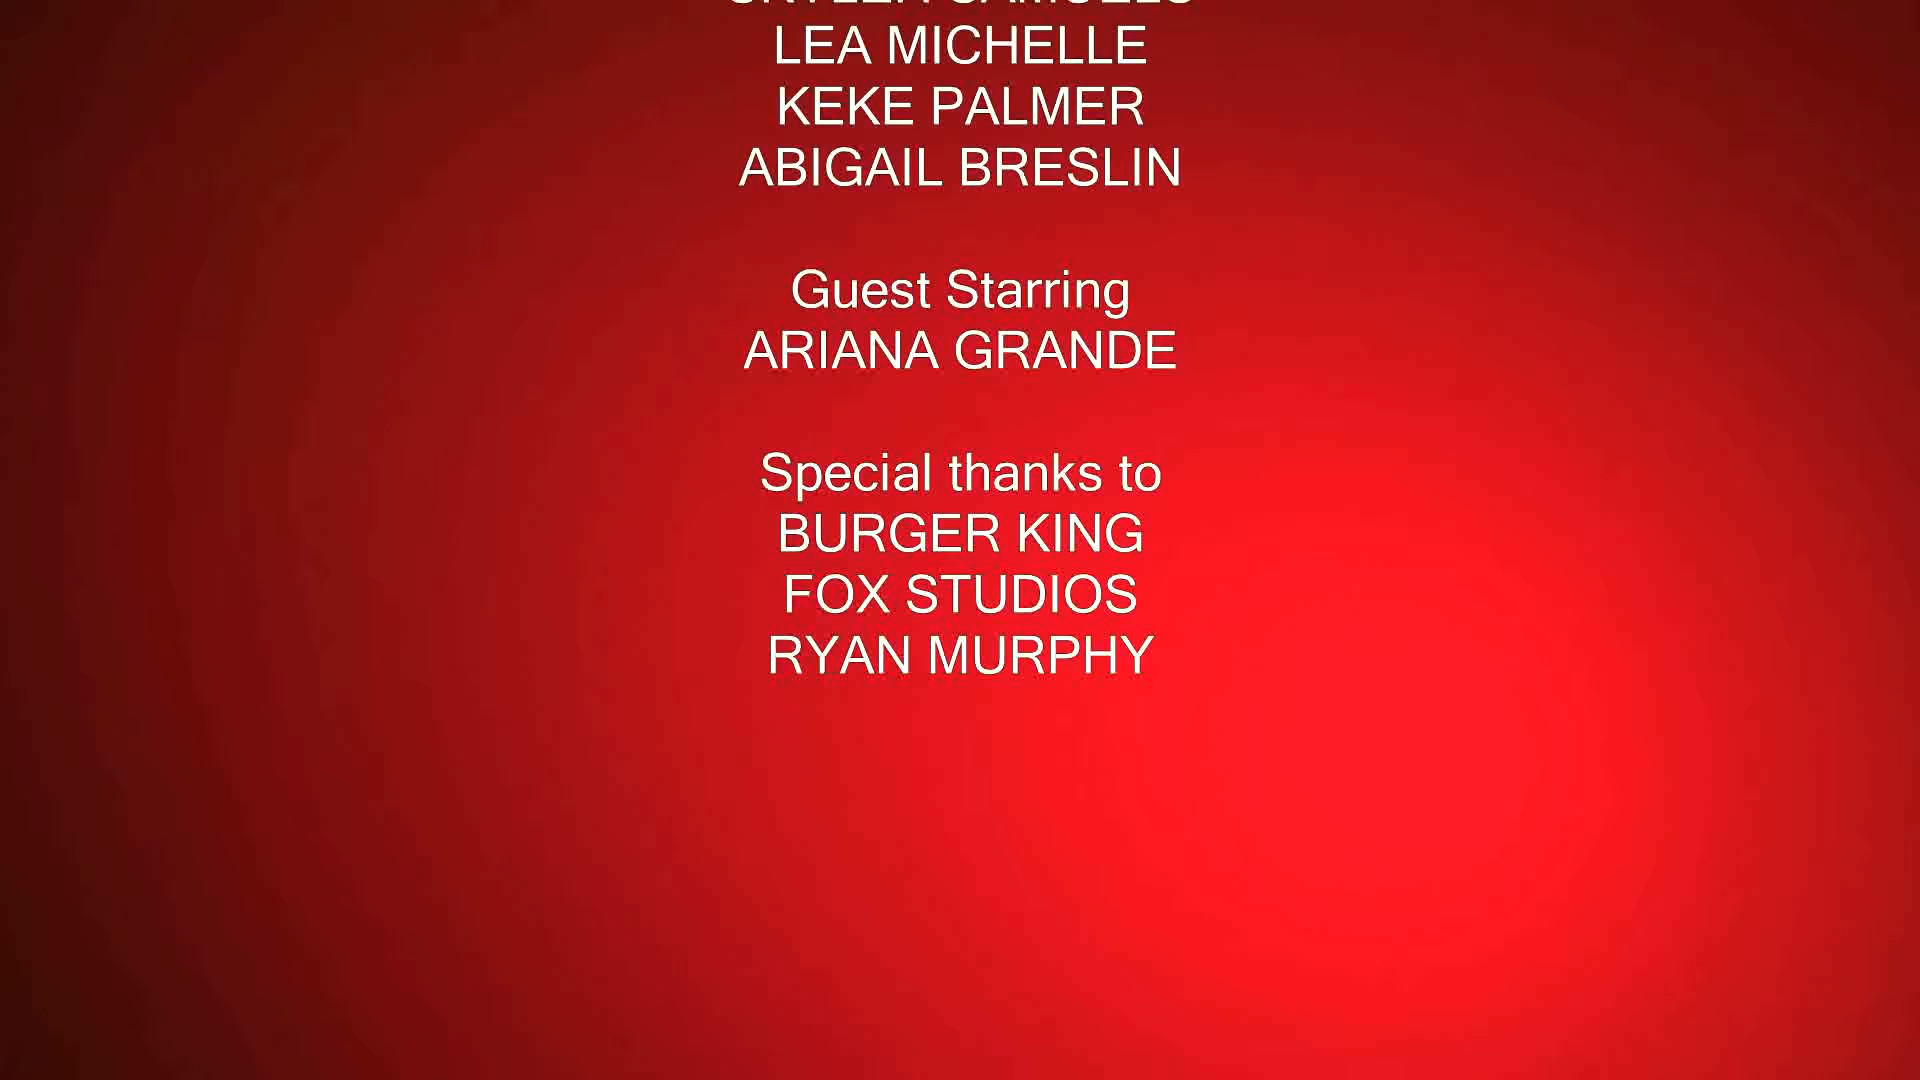 LEA MICHELLE
KEKE PALMER
ABIGAIL BRESLIN
Guest Starring
ARIANA GRANDE
Special thanks to
BURGER KING
FOX STUDIOS
RYAN MURPHY